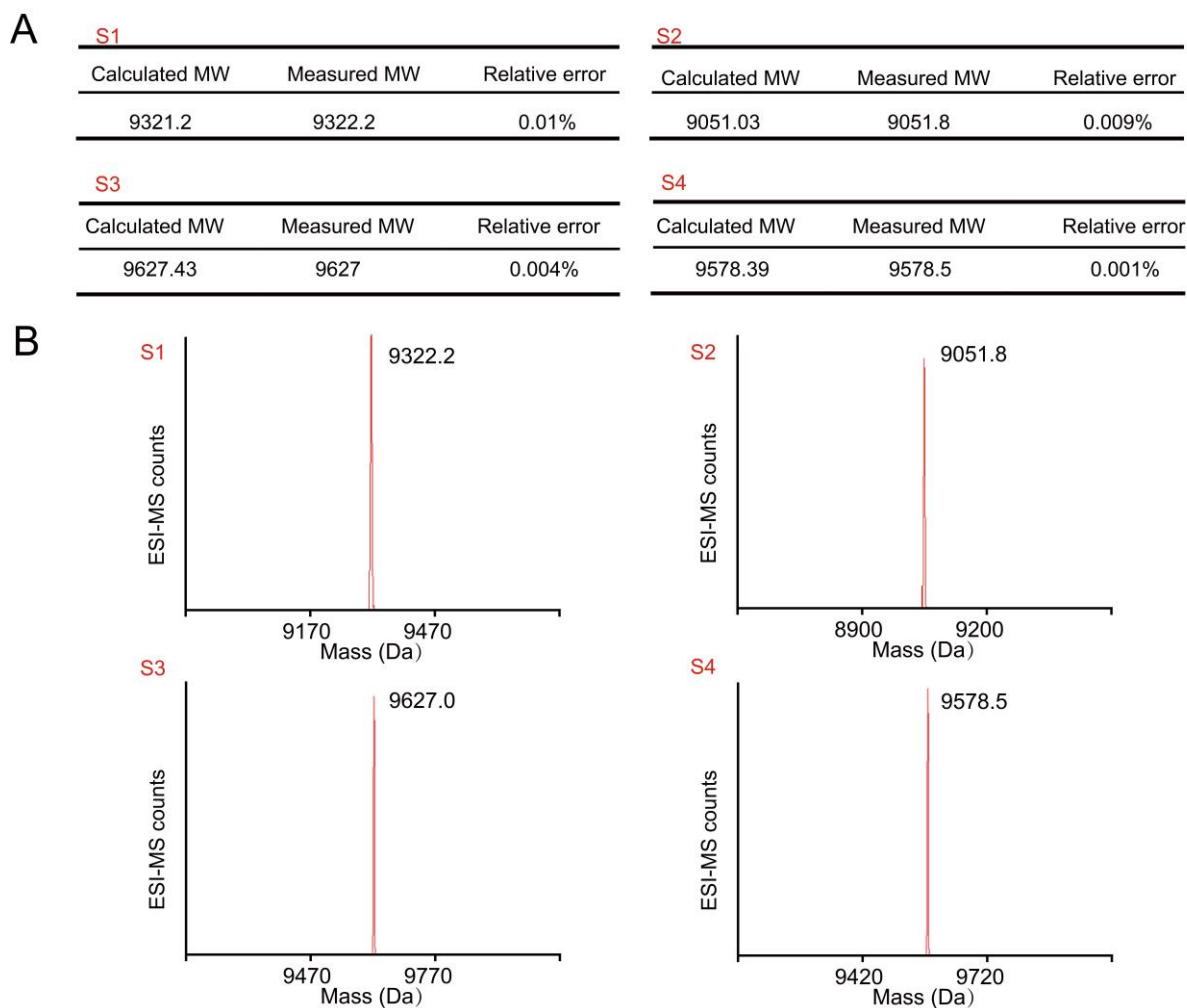 A
S1
Calculated MW Measured MW Relative error
9321.2 9322.2 0.01%
S2
Calculated MW Measured MW Relative error
9051.03 9051.8 0.009%
S3
Calculated MW Measured MW Relative error
9627.43 9627 0.004%
S4
Calculated MW Measured MW Relative error
9578.39 9578.5 0.001%
B
S1
9322.2
ESI-MS counts
9170 9470
Mass (Da)
S2
9051.8
ESI-MS counts
8900 9200
Mass (Da)
S3
9627.0
ESI-MS counts
9470 9770
Mass (Da)
S4
9578.5
ESI-MS counts
9420 9720
Mass (Da)